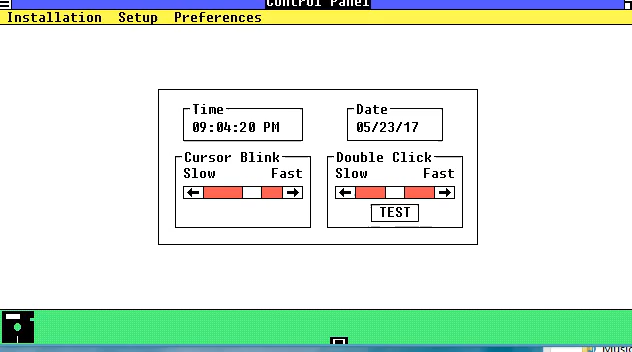 Control Panel
Installation Setup Preferences
Time
09:04:20 PM
Date
05/23/17
Cursor Blink
Slow Fast
Double Click
Slow Fast
TEST
Music